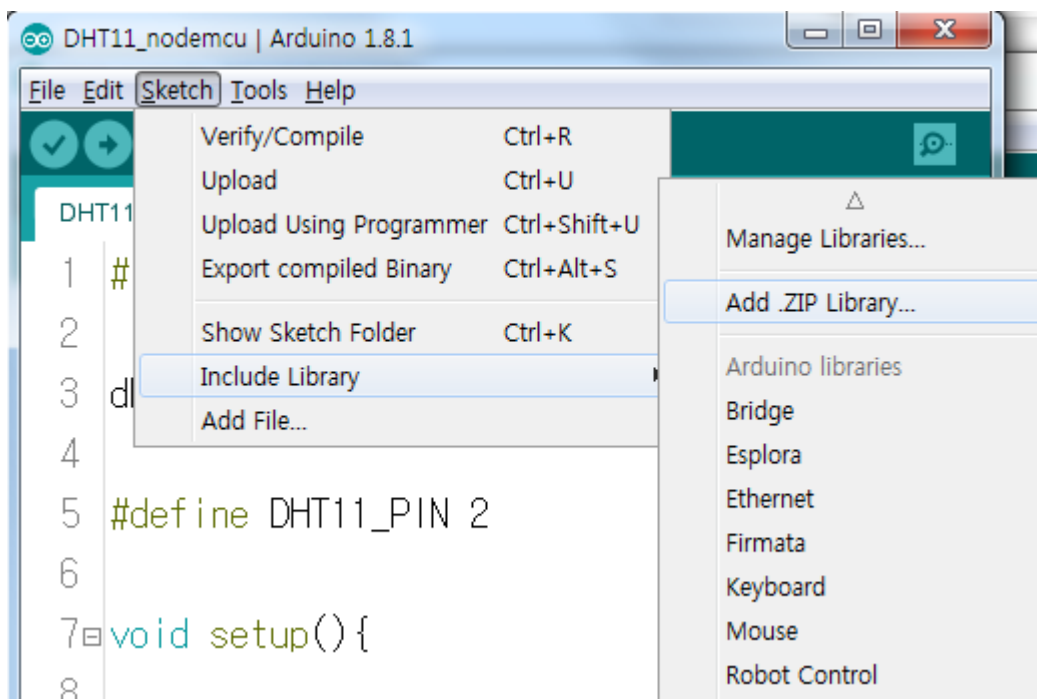 DHT11_nodemcu | Arduino 1.8.1
File Edit Sketch Tools Help
Verify/Compile Ctrl+R
Upload Ctrl+U
Upload Using Programmer Ctrl+Shift+U
Export compiled Binary Ctrl+Alt+S
Show Sketch Folder Ctrl+K
Include Library
Add File...
Manage Libraries...
Add .ZIP Library...
Arduino libraries
Bridge
Esplora
Ethernet
Firmata
Keyboard
Mouse
Robot Control
DHT11
1 #
2
3
4
5 #define DHT11_PIN 2
6
7 void setup(){
8